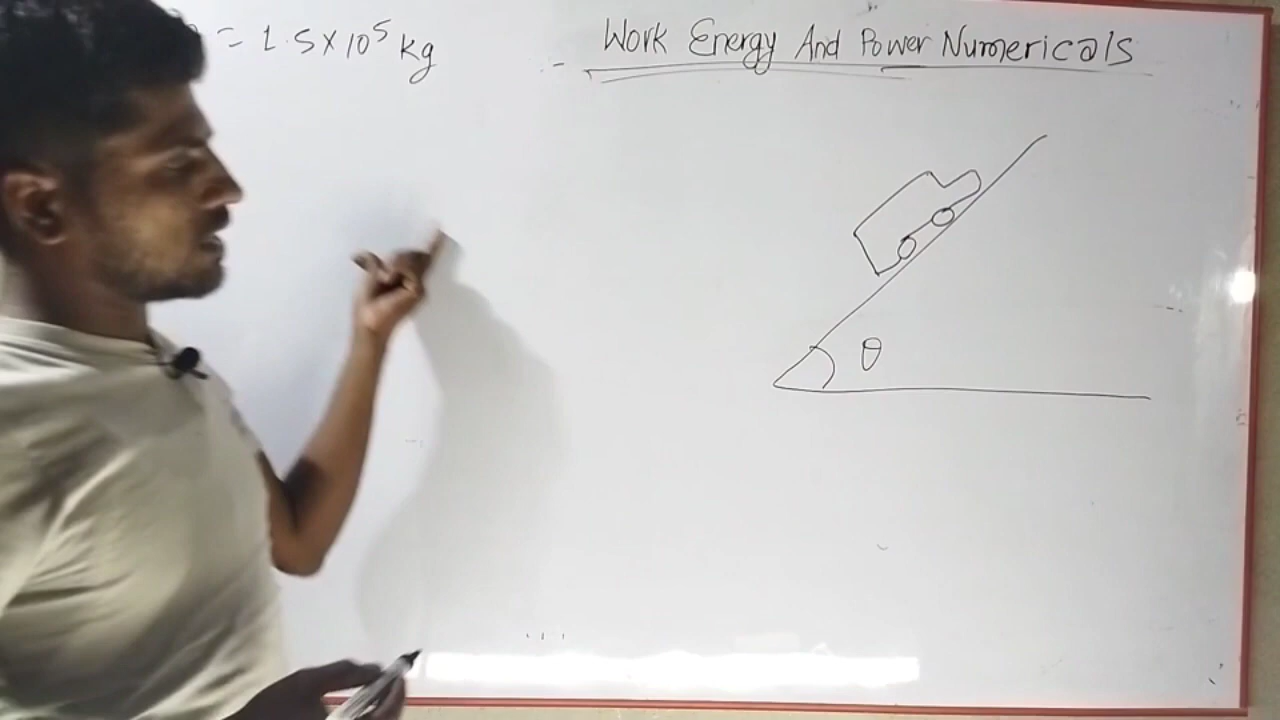 = 1.5×10⁵ kg
Work Energy And Power Numericals
θ